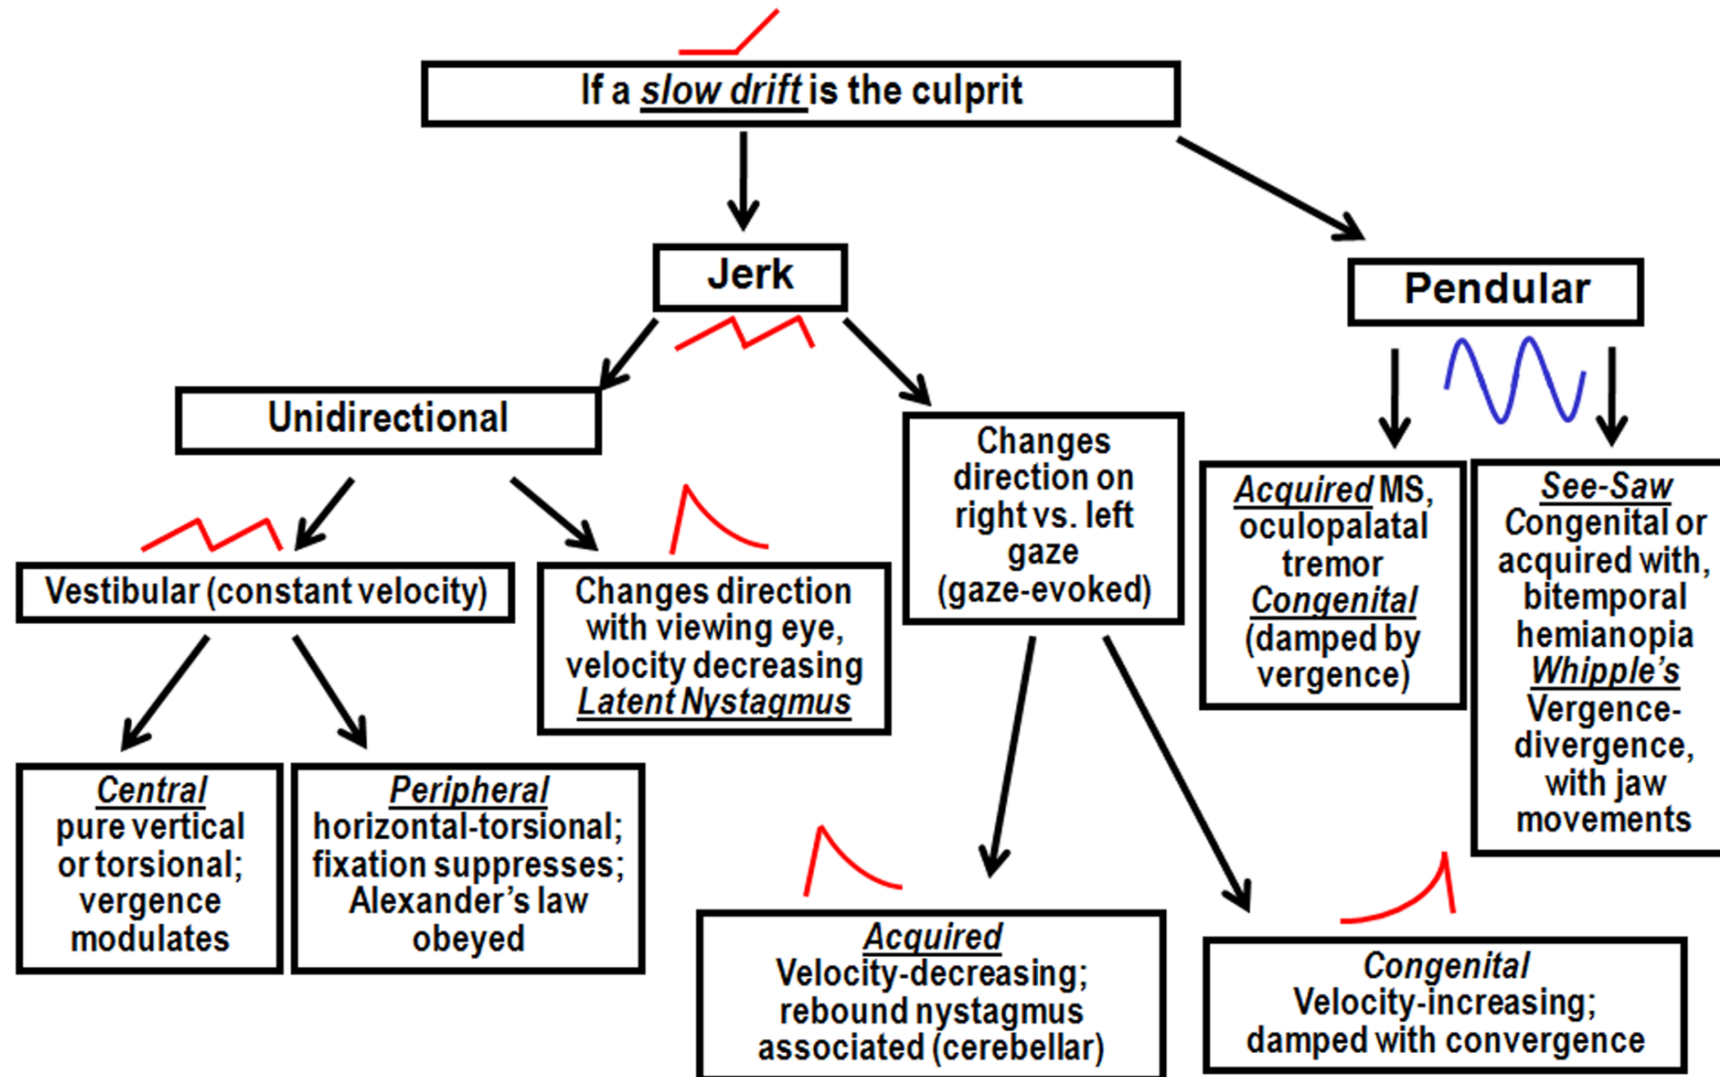 If a slow drift is the culprit
Jerk
Pendular
Unidirectional
Changes
direction on
right vs. left
gaze
(gaze-evoked)
Acquired MS,
oculopalatal
tremor
Congenital
(damped by
vergence)
See-Saw
Congenital or
acquired with,
bitemporal
hemianopia
Whipple's
Vergence-
divergence,
with jaw
movements
Vestibular (constant velocity)
Changes direction
with viewing eye,
velocity decreasing
Latent Nystagmus
Central
pure vertical
or torsional;
vergence
modulates
Peripheral
horizontal-torsional;
fixation suppresses;
Alexander's law
obeyed
Acquired
Velocity-decreasing;
rebound nystagmus
associated (cerebellar)
Congenital
Velocity-increasing;
damped with convergence